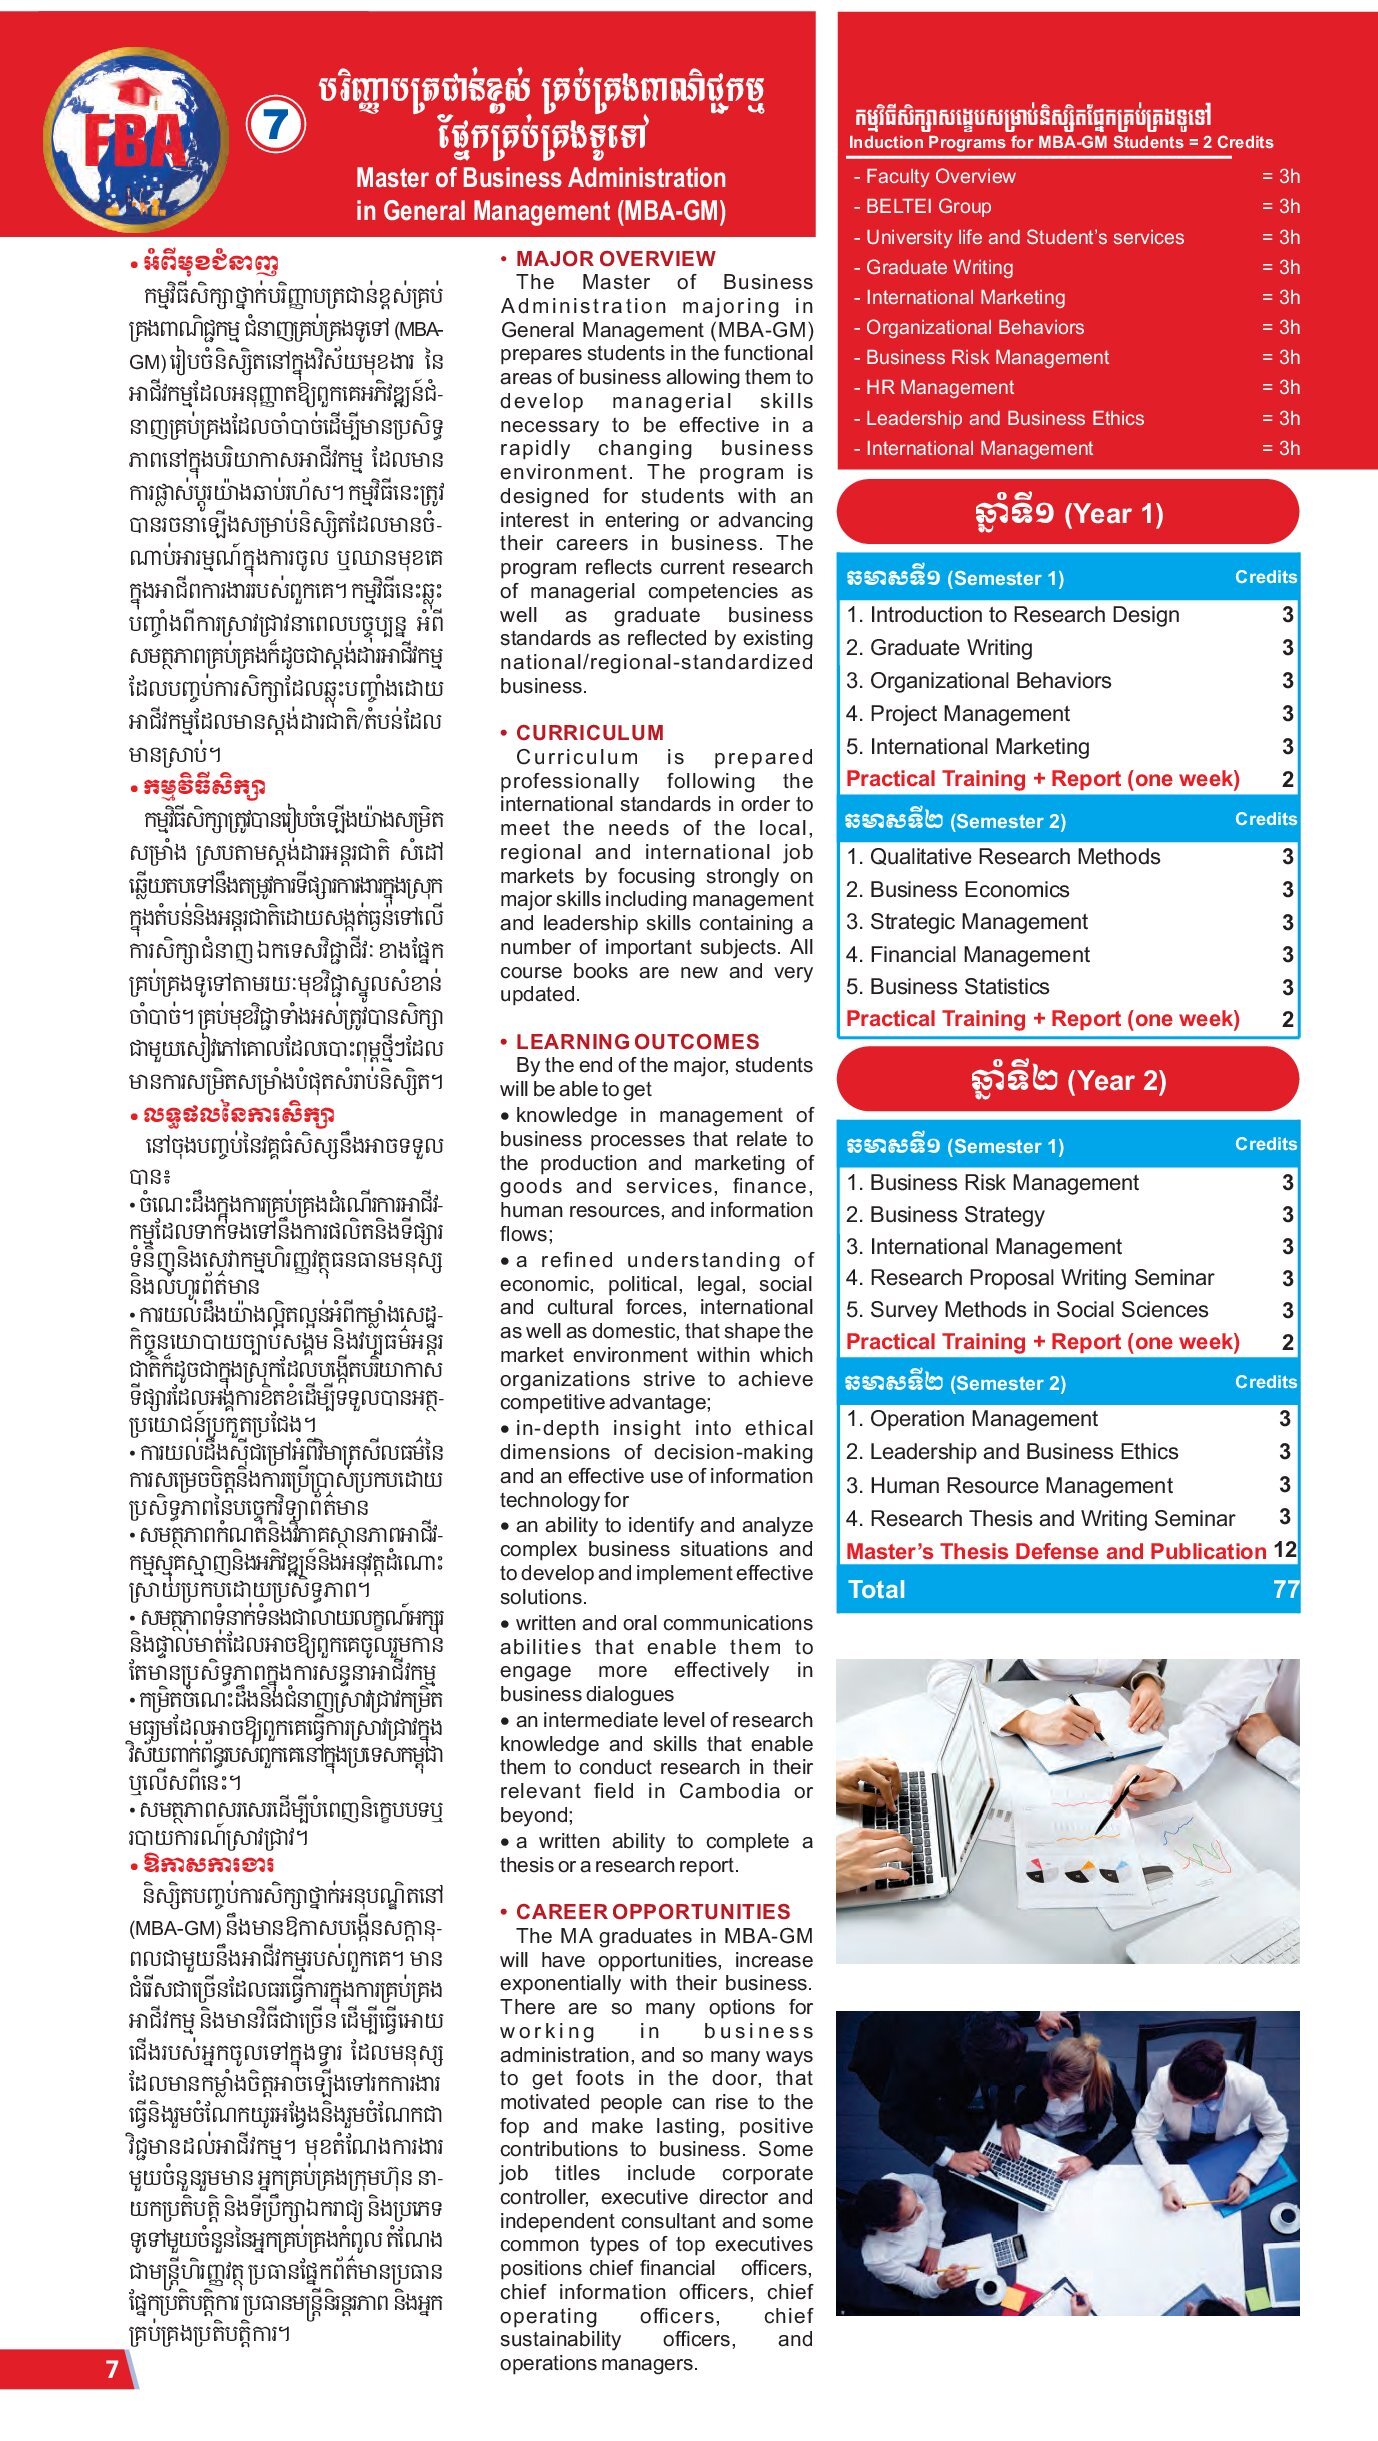 FBA
7
បរិញ្ញាបត្រជាន់ខ្ពស់ គ្រប់គ្រងពាណិជ្ជកម្ម
ផ្នែកគ្រប់គ្រងទូទៅ
Master of Business Administration
in General Management (MBA-GM)
• អំពីមុខជំនាញ
កម្មវិធីសិក្សាថ្នាក់បរិញ្ញាបត្រជាន់ខ្ពស់គ្រប់
គ្រងពាណិជ្ជកម្ម ជំនាញគ្រប់គ្រងទូទៅ (MBA-
GM) រៀបចំនិស្សិតនៅក្នុងវិស័យមុខងារ នៃ
អាជីវកម្មដែលអនុញ្ញាតឱ្យពួកគេអភិវឌ្ឍន៍ជំ-
នាញគ្រប់គ្រងដែលចាំបាច់ដើម្បីមានប្រសិទ្ធ
ភាពនៅក្នុងបរិយាកាសអាជីវកម្ម ដែលមាន
ការផ្លាស់ប្តូរយ៉ាងឆាប់រហ័ស។ កម្មវិធីនេះត្រូវ
បានរចនាឡើងសម្រាប់និស្សិតដែលមានចំ-
ណាប់អារម្មណ៍ក្នុងការចូល ឬឈានមុខគេ
ក្នុងអាជីពការងាររបស់ពួកគេ។ កម្មវិធីនេះឆ្លុះ
បញ្ចាំងពីការស្រាវជ្រាវនាពេលបច្ចុប្បន្ន អំពី
សមត្ថភាពគ្រប់គ្រងក៏ដូចជាស្តង់ដារអាជីវកម្ម
ដែលបញ្ចប់ការសិក្សាដែលឆ្លុះបញ្ចាំងដោយ
អាជីវកម្មដែលមានស្តង់ដារជាតិ/តំបន់ដែល
មានស្រាប់។
• កម្មវិធីសិក្សា
កម្មវិធីសិក្សាត្រូវបានរៀបចំឡើងយ៉ាងសម្រិត
សម្រាំង ស្របតាមស្តង់ដារអន្តរជាតិ សំដៅ
ឆ្លើយតបទៅនឹងតម្រូវការទីផ្សារការងារក្នុងស្រុក
ក្នុងតំបន់និងអន្តរជាតិដោយសង្កត់ធ្ងន់ទៅលើ
ការសិក្សាជំនាញ ឯកទេសវិជ្ជាជីវៈ ខាងផ្នែក
គ្រប់គ្រងទូទៅតាមរយៈមុខវិជ្ជាស្នូលសំខាន់
ចាំបាច់។ គ្រប់មុខវិជ្ជាទាំងអស់ត្រូវបានសិក្សា
ជាមួយសៀវភៅគោលដែលបោះពុម្ពថ្មីៗដែល
មានការសម្រិតសម្រាំងបំផុតសំរាប់និស្សិត។
• លទ្ធផលនៃការសិក្សា
នៅចុងបញ្ចប់នៃវគ្គធំសិស្សនឹងអាចទទួល
បាន៖
• ចំណេះដឹងក្នុងការគ្រប់គ្រងដំណើរការអាជីវ-
កម្មដែលទាក់ទងទៅនឹងការផលិតនិងទីផ្សារ
ទំនិញនិងសេវាកម្មហិរញ្ញវត្ថុធនធានមនុស្ស
និងលំហូរព័ត៌មាន
• ការយល់ដឹងយ៉ាងល្អិតល្អន់អំពីកម្លាំងសេដ្ឋ-
កិច្ចនយោបាយច្បាប់សង្គម និងវប្បធម៌អន្តរ
ជាតិក៏ដូចជាក្នុងស្រុកដែលបង្កើតបរិយាកាស
ទីផ្សារដែលអង្គការខិតខំដើម្បីទទួលបានអត្ថ-
ប្រយោជន៍ប្រកួតប្រជែង។
• ការយល់ដឹងស៊ីជម្រៅអំពីវិមាត្រសីលធម៌នៃ
ការសម្រេចចិត្តនិងការប្រើប្រាស់ប្រកបដោយ
ប្រសិទ្ធភាពនៃបច្ចេកវិទ្យាព័ត៌មាន
• សមត្ថភាពកំណត់និងវិភាគស្ថានភាពអាជីវ-
កម្មស្មុគស្មាញនិងអភិវឌ្ឍន៍និងអនុវត្តដំណោះ
ស្រាយប្រកបដោយប្រសិទ្ធភាព។
• សមត្ថភាពទំនាក់ទំនងជាលាយលក្ខណ៍អក្សរ
និងផ្ទាល់មាត់ដែលអាចឱ្យពួកគេចូលរួមកាន់
តែមានប្រសិទ្ធភាពក្នុងការសន្ទនាអាជីវកម្ម
• កម្រិតចំណេះដឹងនិងជំនាញស្រាវជ្រាវកម្រិត
មធ្យមដែលអាចឱ្យពួកគេធ្វើការស្រាវជ្រាវក្នុង
វិស័យពាក់ព័ន្ធរបស់ពួកគេនៅក្នុងប្រទេសកម្ពុជា
ឬលើសពីនេះ។
• សមត្ថភាពសរសេរដើម្បីបំពេញនិក្ខេបបទឬ
របាយការណ៍ស្រាវជ្រាវ។
• ឱកាសការងារ
និស្សិតបញ្ចប់ការសិក្សាថ្នាក់អនុបណ្ឌិតនៅ
(MBA-GM) នឹងមានឱកាសបង្កើនសក្តានុ-
ពលជាមួយនឹងអាជីវកម្មរបស់ពួកគេ។ មាន
ជំរើសជាច្រើនដែលធរធ្វើការក្នុងការគ្រប់គ្រង
អាជីវកម្ម និងមានវិធីជាច្រើន ដើម្បីធ្វើអោយ
ជើងរបស់អ្នកចូលទៅក្នុងទ្វារ ដែលមនុស្ស
ដែលមានកម្លាំងចិត្តអាចឡើងទៅរកការងារ
ធ្វើនិងរួមចំណែកយូរអង្វែងនិងរួមចំណែកជា
វិជ្ជមានដល់អាជីវកម្ម។ មុខតំណែងការងារ
មួយចំនួនរួមមាន អ្នកគ្រប់គ្រងក្រុមហ៊ុន នា-
យកប្រតិបត្តិ និងទីប្រឹក្សាឯករាជ្យ និងប្រភេទ
ទូទៅមួយចំនួននៃអ្នកគ្រប់គ្រងកំពូល តំណែង
ជាមន្ត្រីហិរញ្ញវត្ថុ ប្រធានផ្នែកព័ត៌មានប្រធាន
ផ្នែកប្រតិបត្តិការ ប្រធានមន្ត្រីនិរន្តរភាព និងអ្នក
គ្រប់គ្រងប្រតិបត្តិការ។
• MAJOR OVERVIEW
The Master of Business
Administration majoring in
General Management (MBA-GM)
prepares students in the functional
areas of business allowing them to
develop managerial skills
necessary to be effective in a
rapidly changing business
environment. The program is
designed for students with an
interest in entering or advancing
their careers in business. The
program reflects current research
of managerial competencies as
well as graduate business
standards as reflected by existing
national/regional-standardized
business.
• CURRICULUM
Curriculum is prepared
professionally following the
international standards in order to
meet the needs of the local,
regional and international job
markets by focusing strongly on
major skills including management
and leadership skills containing a
number of important subjects. All
course books are new and very
updated.
• LEARNING OUTCOMES
By the end of the major, students
will be able to get
• knowledge in management of
business processes that relate to
the production and marketing of
goods and services, finance,
human resources, and information
flows;
• a refined understanding of
economic, political, legal, social
and cultural forces, international
as well as domestic, that shape the
market environment within which
organizations strive to achieve
competitive advantage;
• in-depth insight into ethical
dimensions of decision-making
and an effective use of information
technology for
• an ability to identify and analyze
complex business situations and
to develop and implement effective
solutions.
• written and oral communications
abilities that enable them to
engage more effectively in
business dialogues
• an intermediate level of research
knowledge and skills that enable
them to conduct research in their
relevant field in Cambodia or
beyond;
• a written ability to complete a
thesis or a research report.
• CAREER OPPORTUNITIES
The MA graduates in MBA-GM
will have opportunities, increase
exponentially with their business.
There are so many options for
working in business
administration, and so many ways
to get foots in the door, that
motivated people can rise to the
fop and make lasting, positive
contributions to business. Some
job titles include corporate
controller, executive director and
independent consultant and some
common types of top executives
positions chief financial officers,
chief information officers, chief
operating officers, chief
sustainability officers, and
operations managers.
កម្មវិធីសិក្សាសង្ខេបសម្រាប់និស្សិតផ្នែកគ្រប់គ្រងទូទៅ
Induction Programs for MBA-GM Students = 2 Credits
- Faculty Overview = 3h
- BELTEI Group = 3h
- University life and Student’s services = 3h
- Graduate Writing = 3h
- International Marketing = 3h
- Organizational Behaviors = 3h
- Business Risk Management = 3h
- HR Management = 3h
- Leadership and Business Ethics = 3h
- International Management = 3h
ឆ្នាំទី១ (Year 1)
ឆមាសទី១ (Semester 1) Credits
1. Introduction to Research Design 3
2. Graduate Writing 3
3. Organizational Behaviors 3
4. Project Management 3
5. International Marketing 3
Practical Training + Report (one week) 2
ឆមាសទី២ (Semester 2) Credits
1. Qualitative Research Methods 3
2. Business Economics 3
3. Strategic Management 3
4. Financial Management 3
5. Business Statistics 3
Practical Training + Report (one week) 2
ឆ្នាំទី២ (Year 2)
ឆមាសទី១ (Semester 1) Credits
1. Business Risk Management 3
2. Business Strategy 3
3. International Management 3
4. Research Proposal Writing Seminar 3
5. Survey Methods in Social Sciences 3
Practical Training + Report (one week) 2
ឆមាសទី២ (Semester 2) Credits
1. Operation Management 3
2. Leadership and Business Ethics 3
3. Human Resource Management 3
4. Research Thesis and Writing Seminar 3
Master’s Thesis Defense and Publication 12
Total 77
7